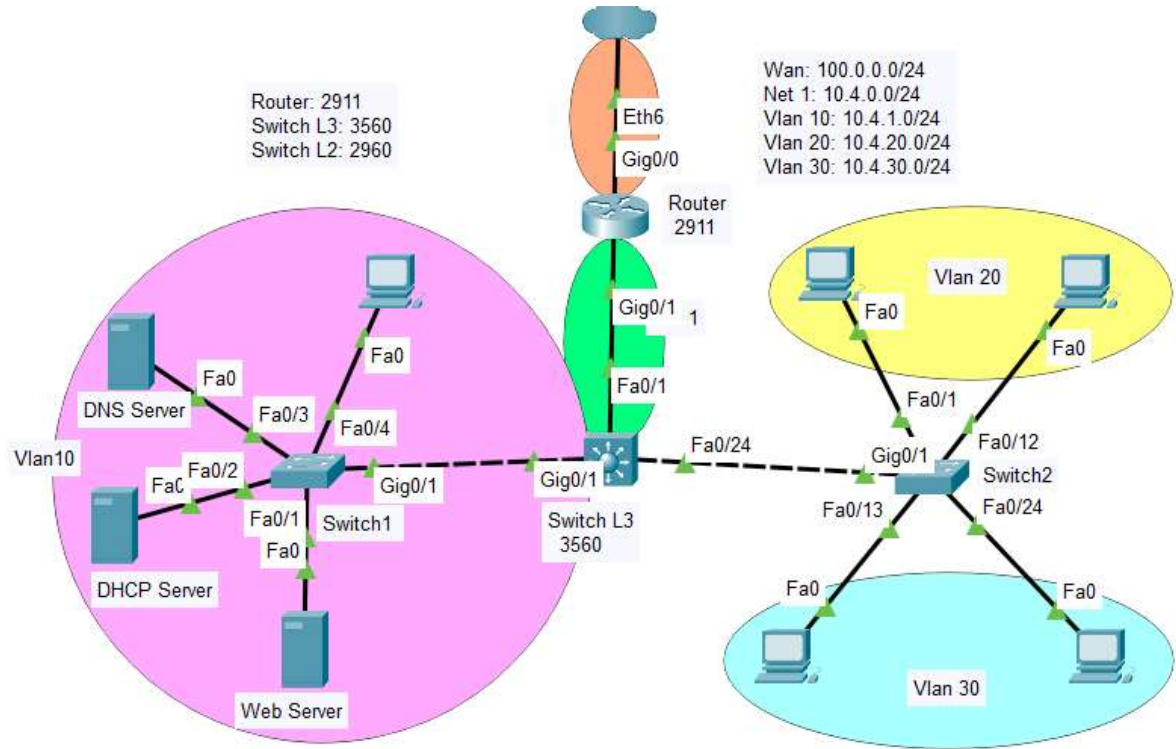 Router: 2911
Switch L3: 3560
Switch L2: 2960
Wan: 100.0.0.0/24
Net 1: 10.4.0.0/24
Vlan 10: 10.4.1.0/24
Vlan 20: 10.4.20.0/24
Vlan 30: 10.4.30.0/24
Eth6
Gig0/0
Router
2911
Gig0/1
1
Fa0/1
Vlan 20
Fa0
Fa0
Fa0/1
Fa0/12
Fa0
Fa0
DNS Server
Fa0/3
Fa0/4
Vlan10
Fa0/2
DHCP Server
Fa0/1
Fa0
Switch1
Gig0/1
Gig0/1
Switch L3
3560
Fa0/24
Gig0/1
Switch2
Fa0/13
Fa0/24
Fa0
Fa0
Web Server
Vlan 30